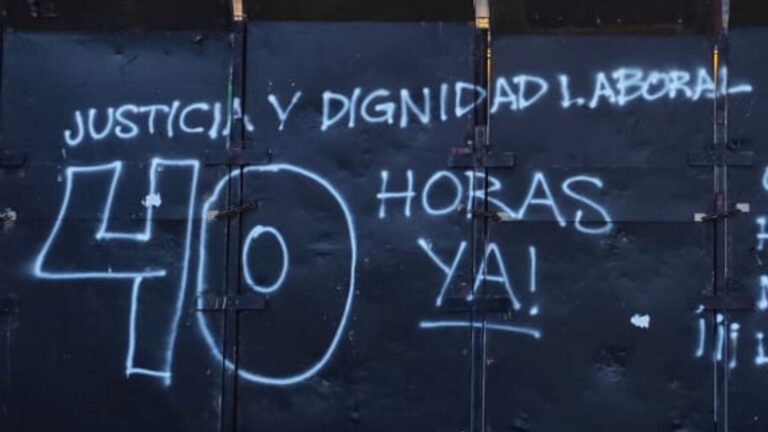 JUSTICIA Y DIGNIDAD LABORAL
40 HORAS
YA!